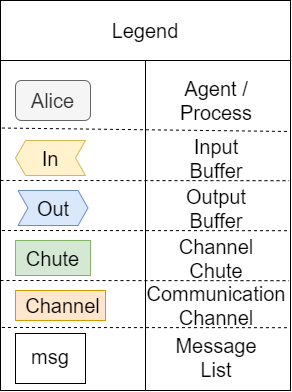 Legend
Alice
Agent /
Process
In
Input
Buffer
Out
Output
Buffer
Chute
Channel
Chute
Channel
Communication
Channel
msg
Message
List